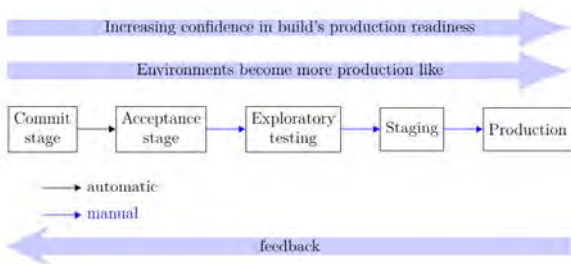 Increasing confidence in build's production readiness
Environments become more production like
Commit
stage
Acceptance
stage
Exploratory
testing
Staging
Production
automatic
manual
feedback